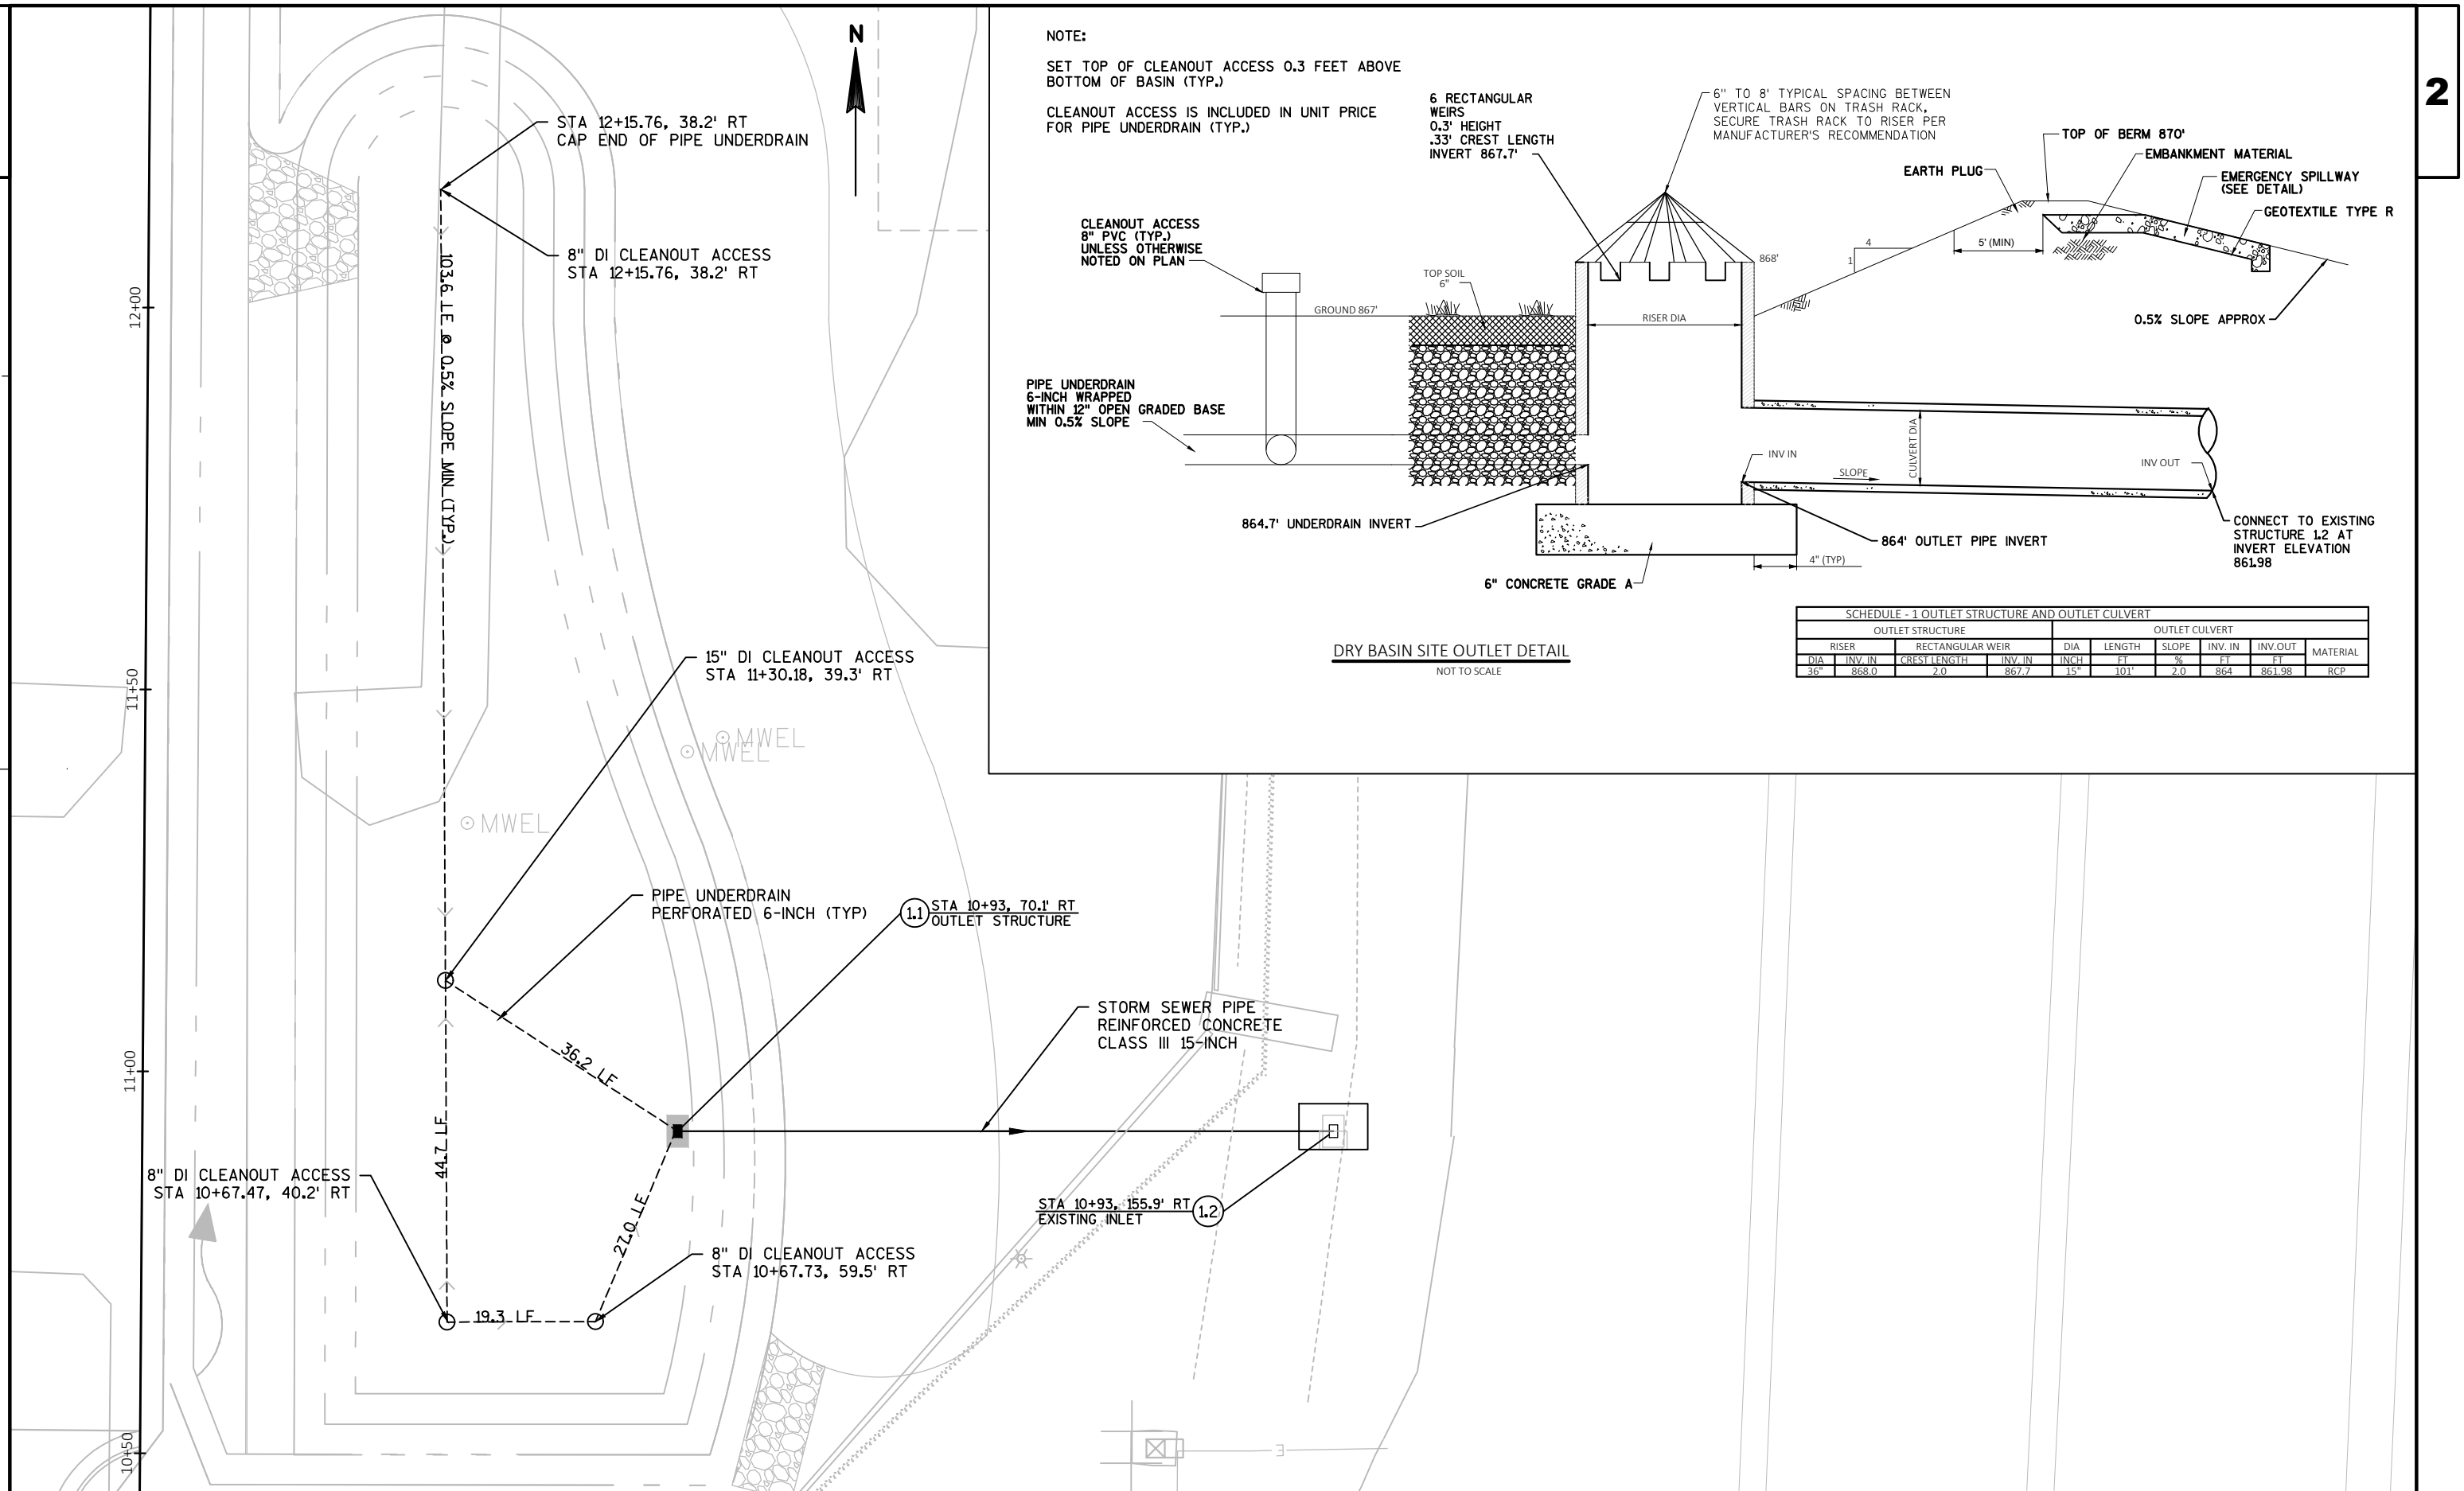 2
N
NOTE:
SET TOP OF CLEANOUT ACCESS 0.3 FEET ABOVE
BOTTOM OF BASIN (TYP.)
CLEANOUT ACCESS IS INCLUDED IN UNIT PRICE
FOR PIPE UNDERDRAIN (TYP.)
6 RECTANGULAR
WEIRS
0.3' HEIGHT
.33' CREST LENGTH
INVERT 867.7'
6" TO 8' TYPICAL SPACING BETWEEN
VERTICAL BARS ON TRASH RACK,
SECURE TRASH RACK TO RISER PER
MANUFACTURER'S RECOMMENDATION
TOP OF BERM 870'
EMBANKMENT MATERIAL
EARTH PLUG
EMERGENCY SPILLWAY
(SEE DETAIL)
GEOTEXTILE TYPE R
5' (MIN)
4
1
868'
0.5% SLOPE APPROX
CLEANOUT ACCESS
8" PVC (TYP.)
UNLESS OTHERWISE
NOTED ON PLAN
TOP SOIL
6"
GROUND 867'
RISER DIA
PIPE UNDERDRAIN
6-INCH WRAPPED
WITHIN 12" OPEN GRADED BASE
MIN 0.5% SLOPE
INV IN
SLOPE
CULVERT DIA
INV OUT
864.7' UNDERDRAIN INVERT
864' OUTLET PIPE INVERT
CONNECT TO EXISTING
STRUCTURE 1.2 AT
INVERT ELEVATION
861.98
4" (TYP)
6" CONCRETE GRADE A
DRY BASIN SITE OUTLET DETAIL
NOT TO SCALE
SCHEDULE - 1 OUTLET STRUCTURE AND OUTLET CULVERT
OUTLET STRUCTURE OUTLET CULVERT
RISER RECTANGULAR WEIR DIA LENGTH SLOPE INV. IN INV.OUT MATERIAL
DIA INV. IN CREST LENGTH INV. IN INCH FT % FT FT
36" 868.0 2.0 867.7 15" 101' 2.0 864 861.98 RCP
STA 12+15.76, 38.2' RT
CAP END OF PIPE UNDERDRAIN
8" DI CLEANOUT ACCESS
STA 12+15.76, 38.2' RT
103.6 LF @ 0.5% SLOPE MIN (TYP.)
12+00
11+50
15" DI CLEANOUT ACCESS
STA 11+30.18, 39.3' RT
MWEL
MWEL
MWEL
PIPE UNDERDRAIN
PERFORATED 6-INCH (TYP)
1.1
STA 10+93, 70.1' RT
OUTLET STRUCTURE
STORM SEWER PIPE
REINFORCED CONCRETE
CLASS III 15-INCH
36.2 LF
11+00
44.7 LF
8" DI CLEANOUT ACCESS
STA 10+67.47, 40.2' RT
STA 10+93, 155.9' RT
EXISTING INLET
1.2
27.0 LF
8" DI CLEANOUT ACCESS
STA 10+67.73, 59.5' RT
19.3 LF
10+50
E